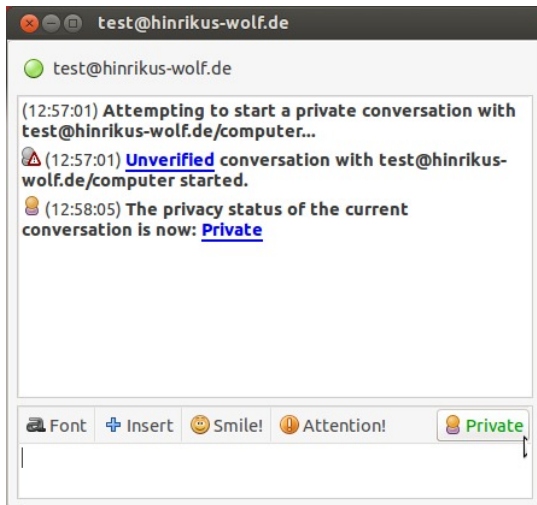 test@hinrikus-wolf.de
test@hinrikus-wolf.de
(12:57:01) Attempting to start a private conversation with
test@hinrikus-wolf.de/computer...
(12:57:01) Unverified conversation with test@hinrikus-
wolf.de/computer started.
(12:58:05) The privacy status of the current
conversation is now: Private
Font Insert Smile! Attention! Private